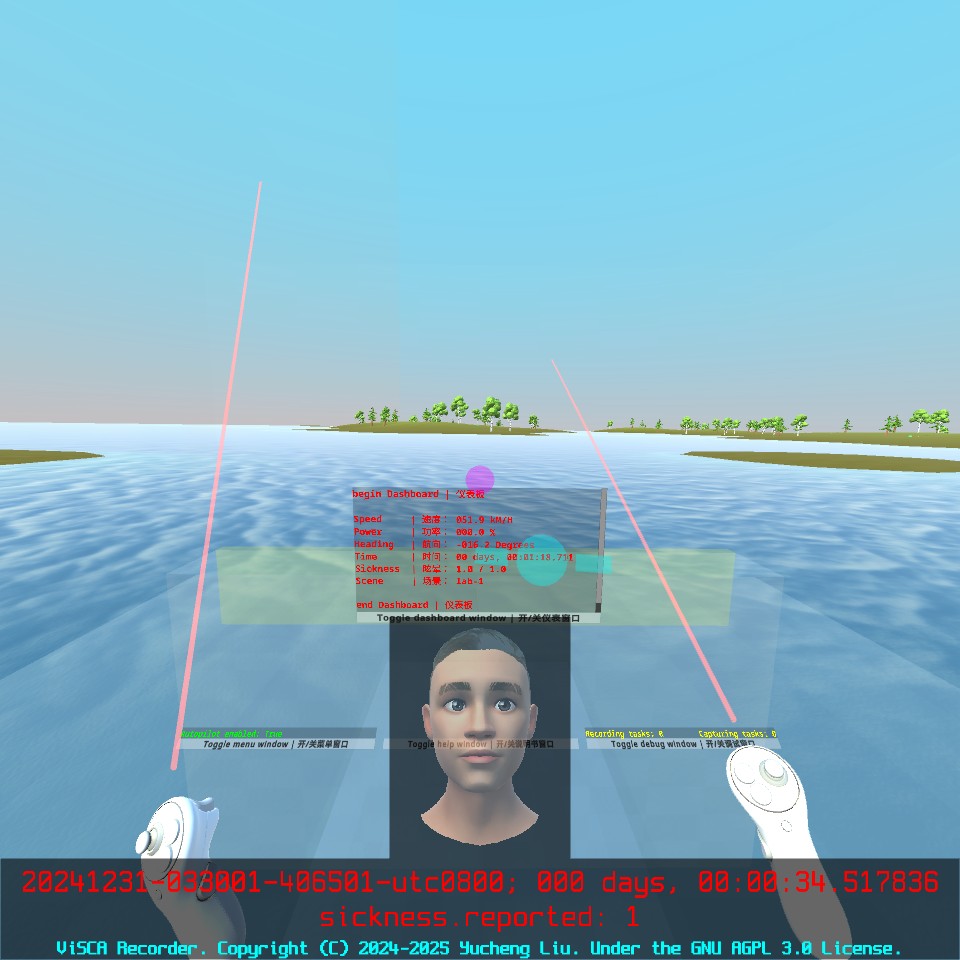 begin Dashboard | 仪表板
Speed | 速度： 051.9 kM/H
Power | 功率： 000.0 %
Heading | 航向： -016.2 Degrees
Time | 时间： 00 days, 00:01:18.711
Sickness | 眩晕： 1.0 / 1.0
Scene | 场景： lab-1
end Dashboard | 仪表板
Toggle dashboard window | 开/关仪表窗口
Autopilot enabled: True
Toggle menu window | 开/关菜单窗口
Toggle help window | 开/关说明书窗口
Recording tasks: 0 Capturing tasks: 0
Toggle debug window | 开/关调试窗口
20241231-033001-406501-utc0800; 000 days, 00:00:34.517836
sickness.reported: 1
ViSCA Recorder. Copyright (C) 2024-2025 Yucheng Liu. Under the GNU AGPL 3.0 License.